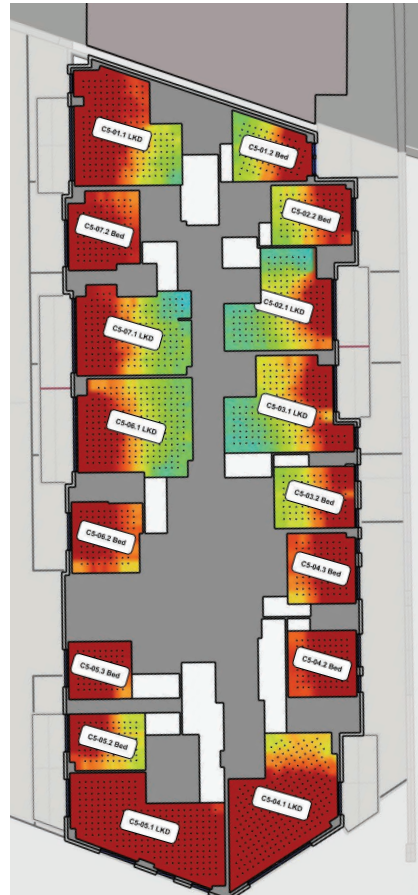 C5-01.1 LKD
C5-01.2 Bed
C5-07.2 Bed
C5-02.2 Bed
C5-02.1 LKD
C5-07.1 LKD
C5-03.1 LKD
C5-06.1 LKD
C5-03.2 Bed
C5-06.2 Bed
C5-04.3 Bed
C5-05.3 Bed
C5-04.2 Bed
C5-05.2 Bed
C5-04.1 LKD
C5-05.1 LKD